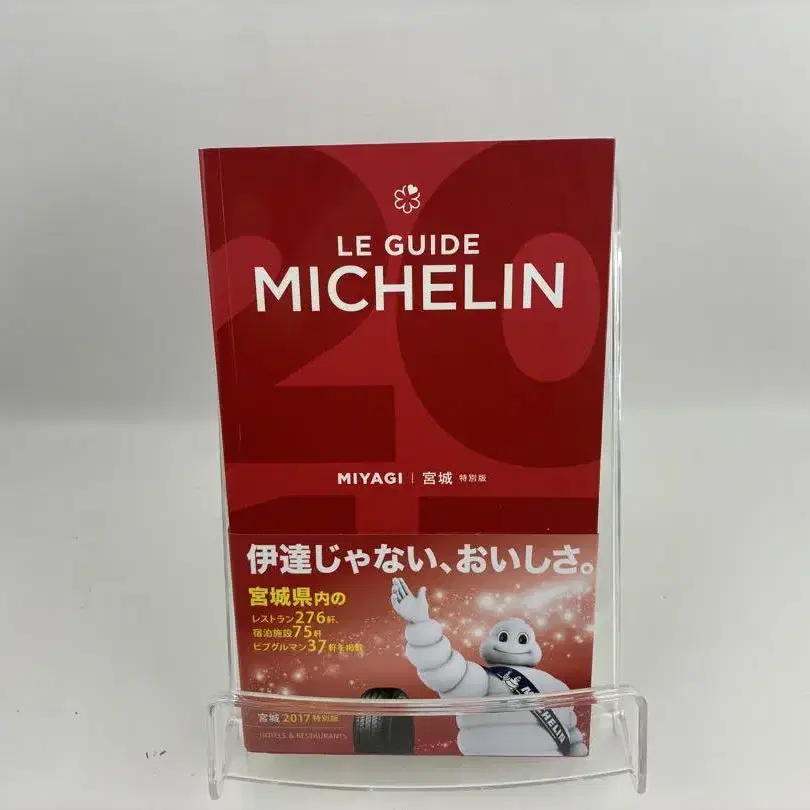 20
LE GUIDE
MICHELIN
MIYAGI | 宮城 特別版
伊達じゃない、おいしさ。
宮城県内の
レストラン276軒、
宿泊施設75軒
ビブグルマン37軒を掲載
MICHELIN
宮城 2017 特別版
HOTELS & RESTAURANTS